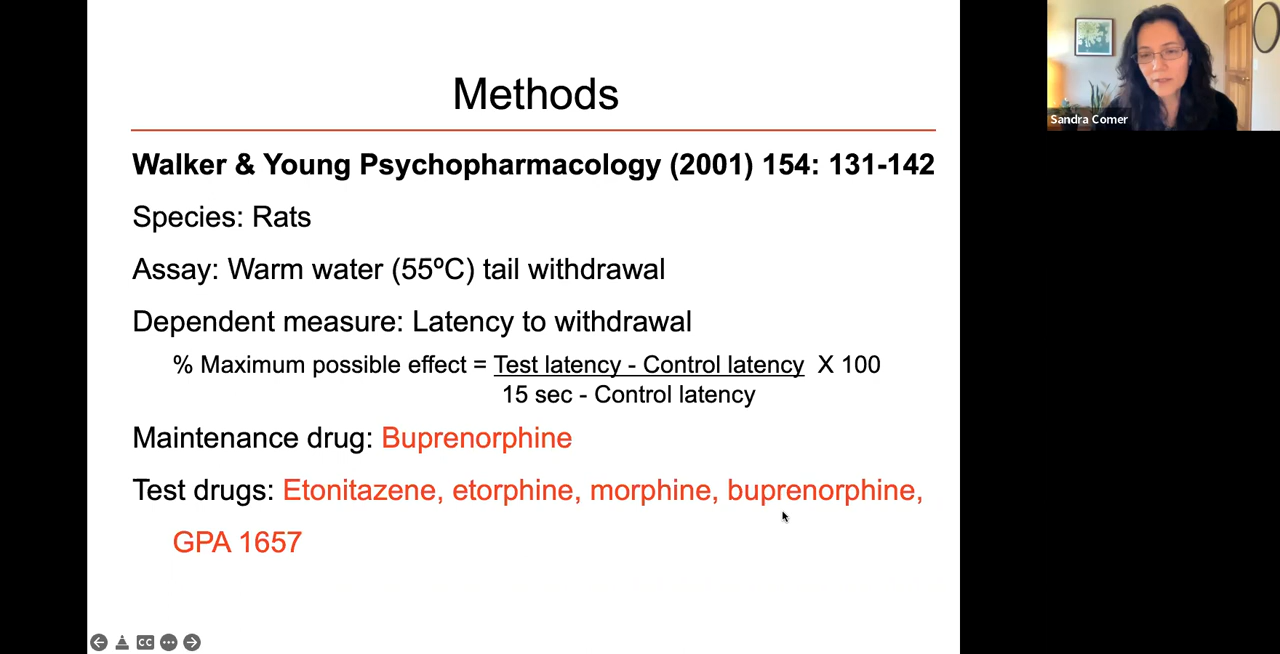 Methods
Walker & Young Psychopharmacology (2001) 154: 131-142
Species: Rats
Assay: Warm water (55ºC) tail withdrawal
Dependent measure: Latency to withdrawal
% Maximum possible effect = Test latency - Control latency X 100
15 sec - Control latency
Maintenance drug: Buprenorphine
Test drugs: Etonitazene, etorphine, morphine, buprenorphine,
GPA 1657
Sandra Comer
CC